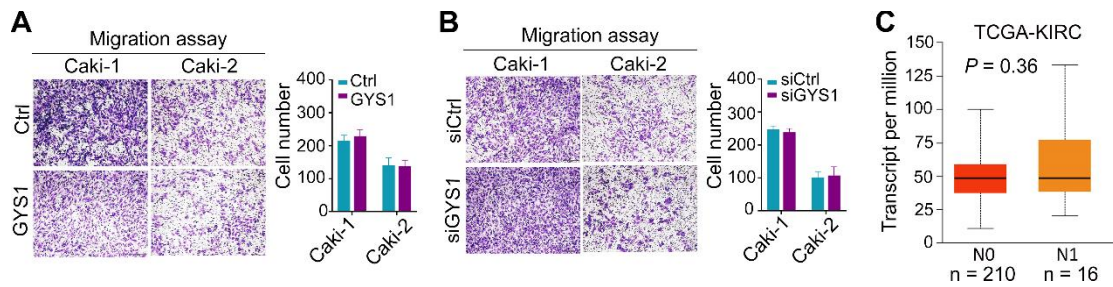 A
Migration assay
Caki-1 Caki-2
Ctrl
GYS1
Cell number
400
300
200
100
0
Ctrl
GYS1
Caki-1
Caki-2
B
Migration assay
Caki-1 Caki-2
siCtrl
siGYS1
Cell number
400
300
200
100
0
siCtrl
siGYS1
Caki-1
Caki-2
C
TCGA-KIRC
P = 0.36
Transcript per million
150
125
100
75
50
25
0
N0 N1
n = 210 n = 16